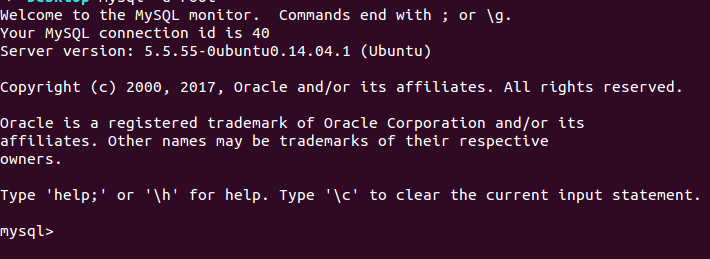 Welcome to the MySQL monitor.  Commands end with ; or \g.
Your MySQL connection id is 40
Server version: 5.5.55-0ubuntu0.14.04.1 (Ubuntu)
Copyright (c) 2000, 2017, Oracle and/or its affiliates. All rights reserved.
Oracle is a registered trademark of Oracle Corporation and/or its
affiliates. Other names may be trademarks of their respective
owners.
Type 'help;' or '\h' for help. Type '\c' to clear the current input statement.
mysql>